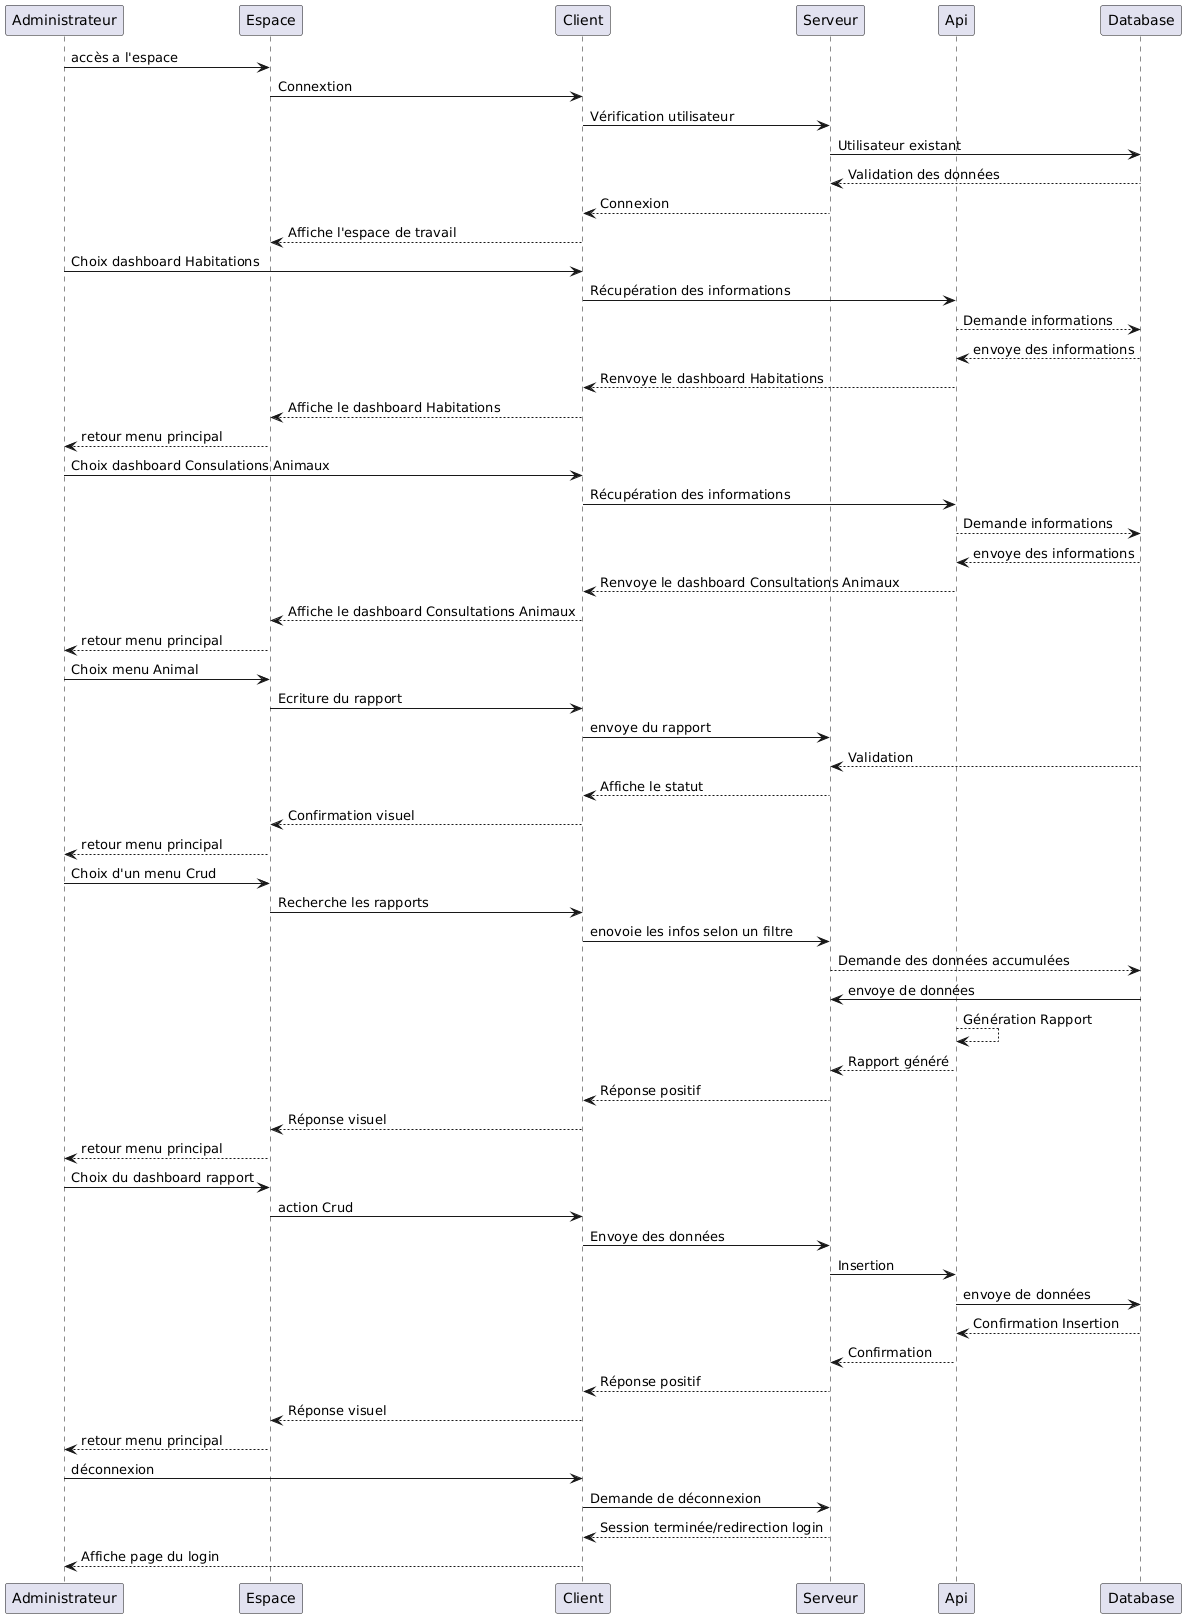 Administrateur Espace Client Serveur Api Database
accès a l'espace
Connextion
Vérification utilisateur
Utilisateur existant
Validation des données
Connexion
Affiche l'espace de travail
Choix dashboard Habitations
Récupération des informations
Demande informations
envoye des informations
Renvoye le dashboard Habitations
Affiche le dashboard Habitations
retour menu principal
Choix dashboard Consulations Animaux
Récupération des informations
Demande informations
envoye des informations
Renvoye le dashboard Consultations Animaux
Affiche le dashboard Consultations Animaux
retour menu principal
Choix menu Animal
Ecriture du rapport
envoye du rapport
Validation
Affiche le statut
Confirmation visuel
retour menu principal
Choix d'un menu Crud
Recherche les rapports
enovoie les infos selon un filtre
Demande des données accumulées
envoye de données
Génération Rapport
Rapport généré
Réponse positif
Réponse visuel
retour menu principal
Choix du dashboard rapport
action Crud
Envoye des données
Insertion
envoye de données
Confirmation Insertion
Confirmation
Réponse positif
Réponse visuel
retour menu principal
déconnexion
Demande de déconnexion
Session terminée/redirection login
Affiche page du login
Administrateur Espace Client Serveur Api Database